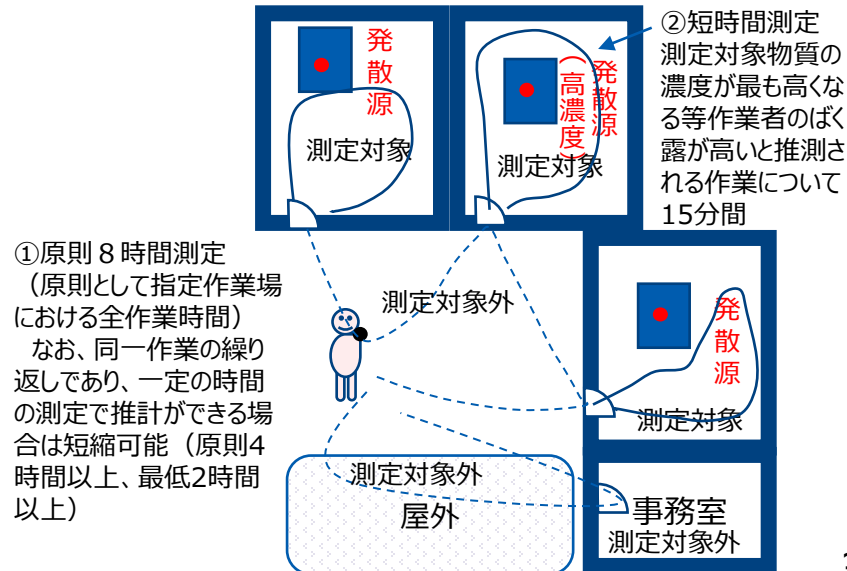 発散源
測定対象
発散源
(高濃度)
測定対象
②短時間測定
測定対象物質の
濃度が最も高くな
る等作業者のばく
露が高いと推測さ
れる作業について
15分間
①原則8時間測定
(原則として指定作業場
における全作業時間)
なお、同一作業の繰り
返しであり、一定の時間
の測定で推計ができる場
合は短縮可能(原則4
時間以上、最低2時間
以上)
測定対象外
発散源
測定対象
測定対象外
屋外
事務室
測定対象外